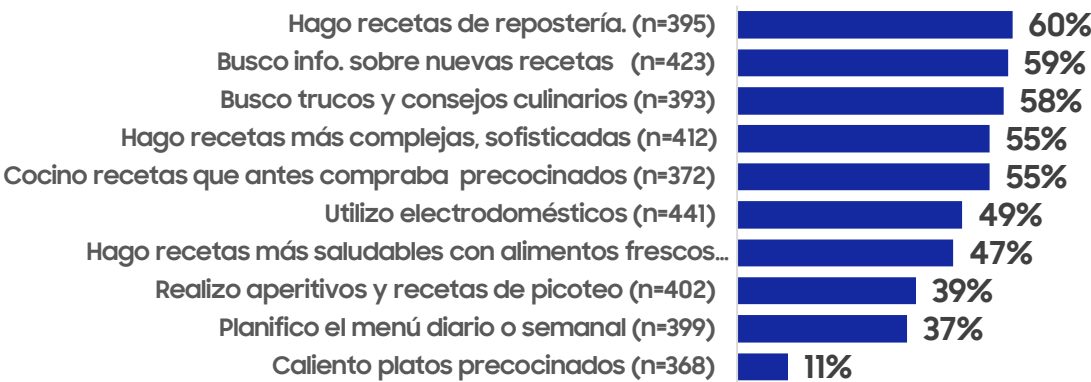 Hago recetas de repostería. (n=395) 60%
Busco info. sobre nuevas recetas (n=423) 59%
Busco trucos y consejos culinarios (n=393) 58%
Hago recetas más complejas, sofisticadas (n=412) 55%
Cocino recetas que antes compraba precocinados (n=372) 55%
Utilizo electrodomésticos (n=441) 49%
Hago recetas más saludables con alimentos frescos... 47%
Realizo aperitivos y recetas de picoteo (n=402) 39%
Planifico el menú diario o semanal (n=399) 37%
Caliento platos precocinados (n=368) 11%